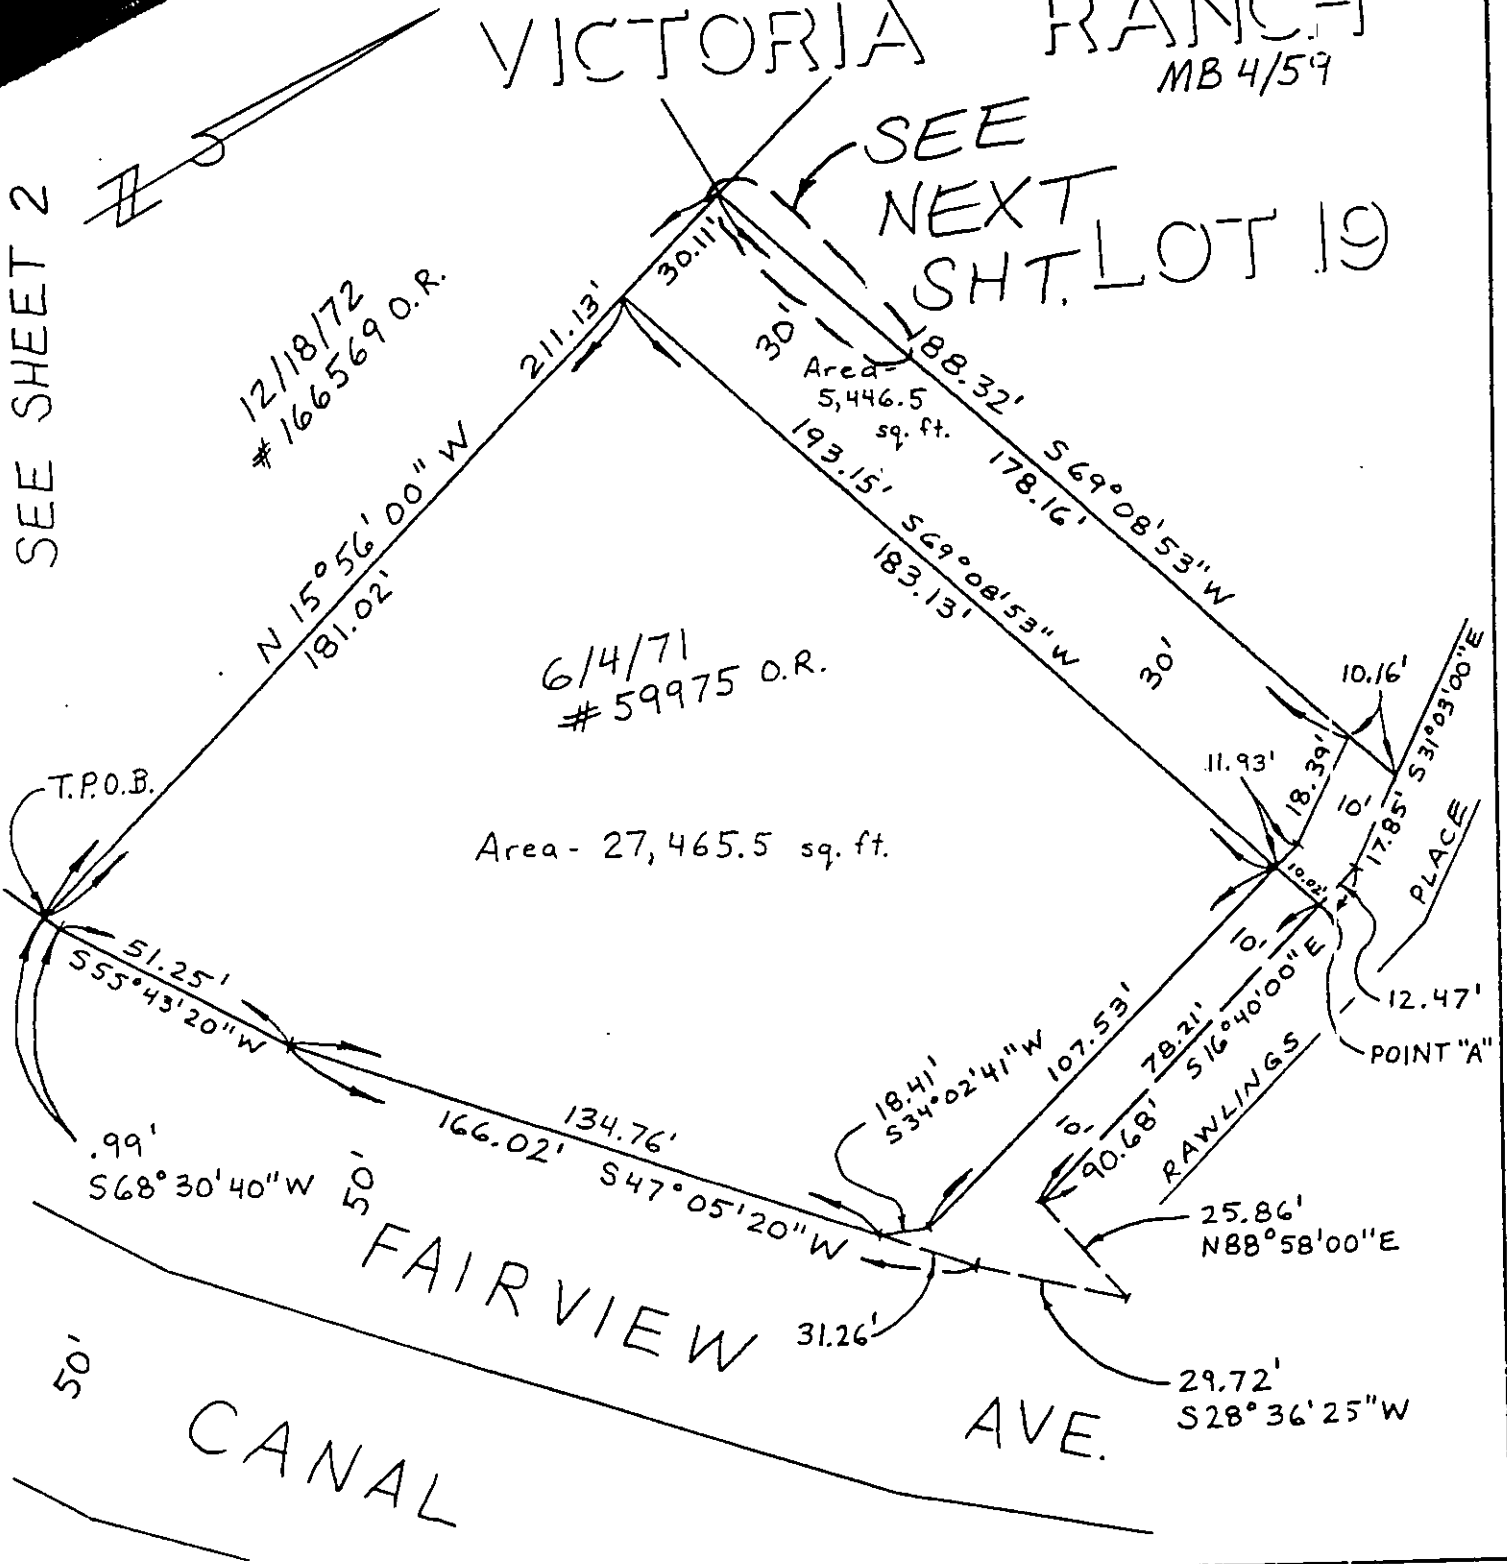 VICTORIA RANCH
MB 4/59
SEE
NEXT
SHT.
LOT 19
SEE SHEET 2
12/18/72
#166569 O.R.
211.13'
30.11'
30'
Area-
5,446.5
sq. ft.
188.32'
S69°08'53"W
178.16'
193.15'
S69°08'53"W
183.13'
30'
N 15°56'00" W
181.02'
6/4/71
#59975 O.R.
10.16'
S31°03'00"E
11.93'
18.39'
10'
17.85'
PLACE
T.P.O.B.
Area - 27,465.5 sq. ft.
10.02'
12.47'
POINT "A"
10'
51.25'
S55°43'20"W
107.53'
78.21'
S16°40'00"E
RAWLINGS
18.41'
S34°02'41"W
10'
90.68'
134.76'
166.02'
S47°05'20"W
.99'
S68°30'40"W
50'
25.86'
N88°58'00"E
FAIRVIEW AVE.
31.26'
29.72'
S28°36'25"W
50'
CANAL